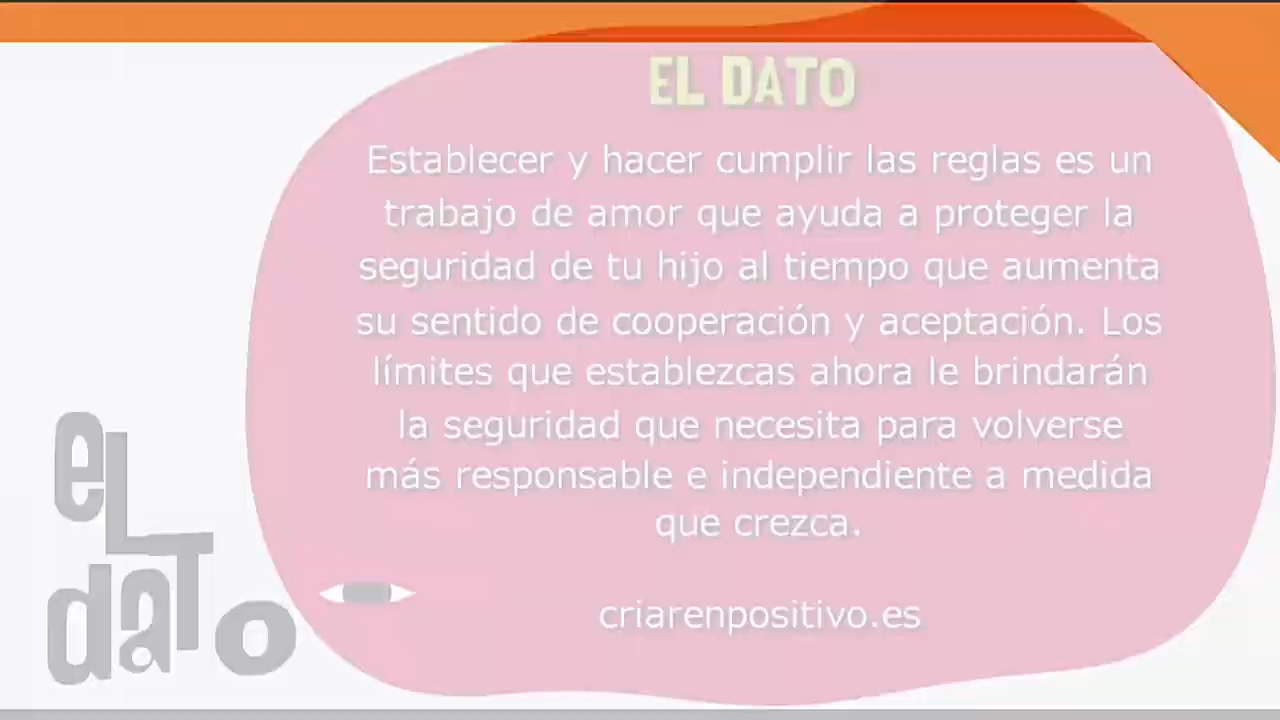 EL DATO
Establecer y hacer cumplir las reglas es un
trabajo de amor que ayuda a proteger la
seguridad de tu hijo al tiempo que aumenta
su sentido de cooperación y aceptación. Los
límites que establezcas ahora le brindarán
la seguridad que necesita para volverse
más responsable e independiente a medida
que crezca.
criarenpositivo.es
eL
daTo